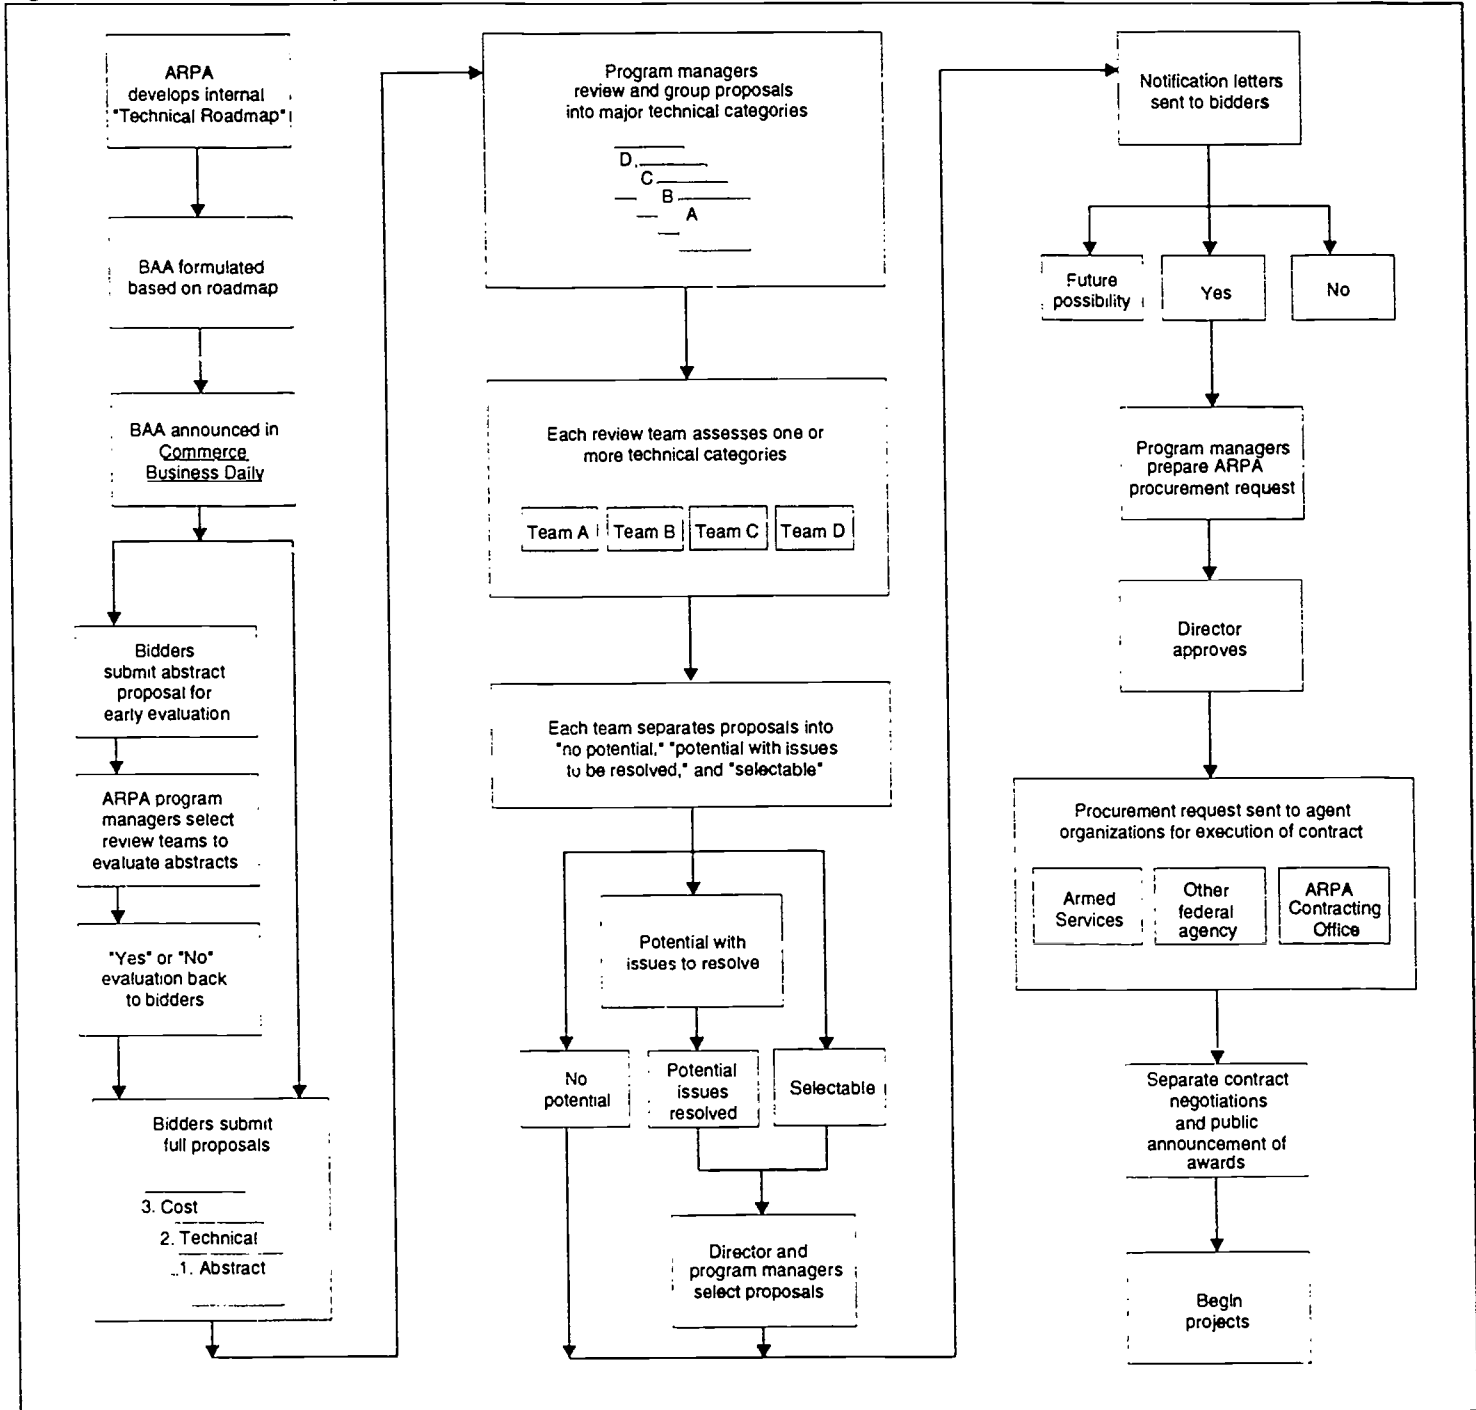 ARPA
develops internal
"Technical Roadmap"
BAA formulated
based on roadmap
BAA announced in
Commerce
Business Daily
Bidders
submit abstract
proposal for
early evaluation
ARPA program
managers select
review teams to
evaluate abstracts
"Yes" or "No"
evaluation back
to bidders
Bidders submit
full proposals
3. Cost
2. Technical
1. Abstract
Program managers
review and group proposals
into major technical categories
D
C
B
A
Each review team assesses one or
more technical categories
Team A Team B Team C Team D
Each team separates proposals into
"no potential," "potential with issues
to be resolved," and "selectable"
Potential with
issues to resolve
No
potential
Potential
issues
resolved
Selectable
Director and
program managers
select proposals
Notification letters
sent to bidders
Future
possibility
Yes
No
Program managers
prepare ARPA
procurement request
Director
approves
Procurement request sent to agent
organizations for execution of contract
Armed
Services
Other
federal
agency
ARPA
Contracting
Office
Separate contract
negotiations
and public
announcement of
awards
Begin
projects